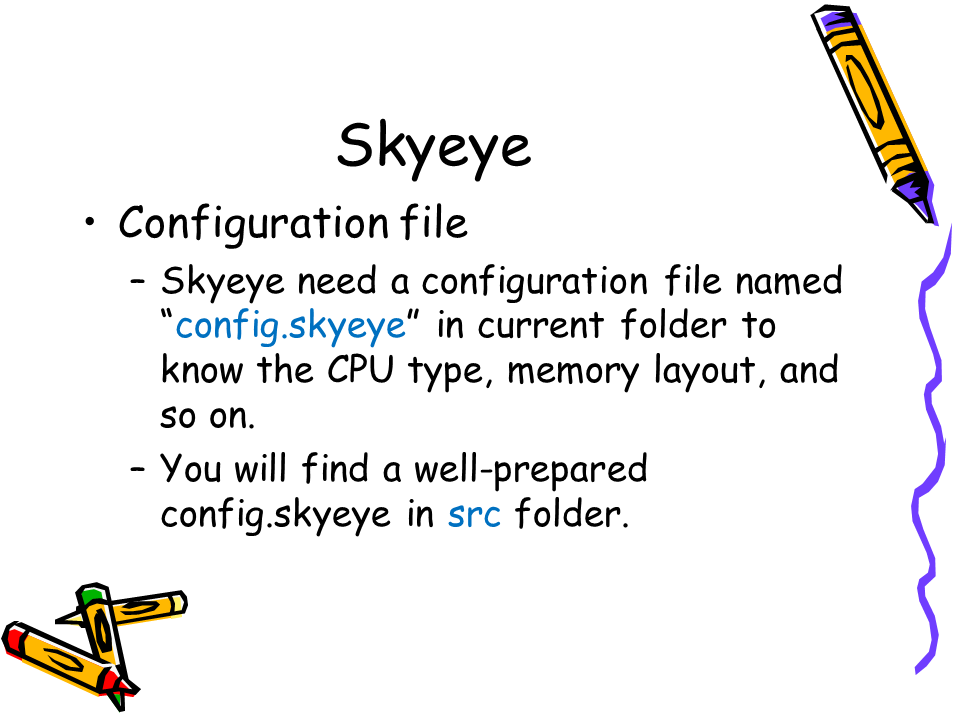 Skyeye
• Configuration file
– Skyeye need a configuration file named
“config.skyeye” in current folder to
know the CPU type, memory layout, and
so on.
– You will find a well-prepared
config.skyeye in src folder.